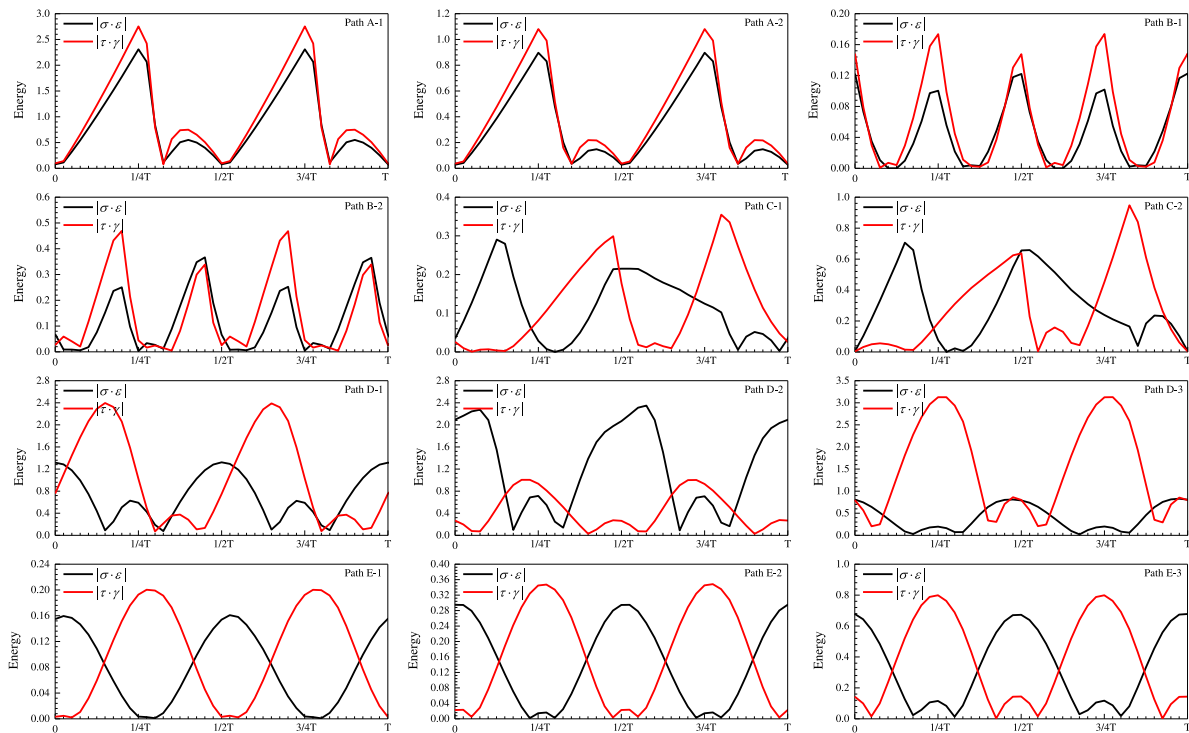 Path A-1
|σ·ε|
|τ·γ|
Energy
3.0
2.5
2.0
1.5
1.0
0.5
0.0
0 1/4T 1/2T 3/4T T
Path A-2
|σ·ε|
|τ·γ|
Energy
1.2
1.0
0.8
0.6
0.4
0.2
0.0
0 1/4T 1/2T 3/4T T
Path B-1
|σ·ε|
|τ·γ|
Energy
0.20
0.16
0.12
0.08
0.04
0.00
0 1/4T 1/2T 3/4T T
Path B-2
|σ·ε|
|τ·γ|
Energy
0.6
0.5
0.4
0.3
0.2
0.1
0.0
0 1/4T 1/2T 3/4T T
Path C-1
|σ·ε|
|τ·γ|
Energy
0.4
0.3
0.2
0.1
0.0
0 1/4T 1/2T 3/4T T
Path C-2
|σ·ε|
|τ·γ|
Energy
1.0
0.8
0.6
0.4
0.2
0.0
0 1/4T 1/2T 3/4T T
Path D-1
|σ·ε|
|τ·γ|
Energy
2.8
2.4
2.0
1.6
1.2
0.8
0.4
0.0
0 1/4T 1/2T 3/4T T
Path D-2
|σ·ε|
|τ·γ|
Energy
2.8
2.4
2.0
1.6
1.2
0.8
0.4
0.0
0 1/4T 1/2T 3/4T T
Path D-3
|σ·ε|
|τ·γ|
Energy
3.5
3.0
2.5
2.0
1.5
1.0
0.5
0.0
0 1/4T 1/2T 3/4T T
Path E-1
|σ·ε|
|τ·γ|
Energy
0.24
0.20
0.16
0.12
0.08
0.04
0.00
0 1/4T 1/2T 3/4T T
Path E-2
|σ·ε|
|τ·γ|
Energy
0.40
0.36
0.32
0.28
0.24
0.20
0.16
0.12
0.08
0.04
0.00
0 1/4T 1/2T 3/4T T
Path E-3
|σ·ε|
|τ·γ|
Energy
1.0
0.8
0.6
0.4
0.2
0.0
0 1/4T 1/2T 3/4T T